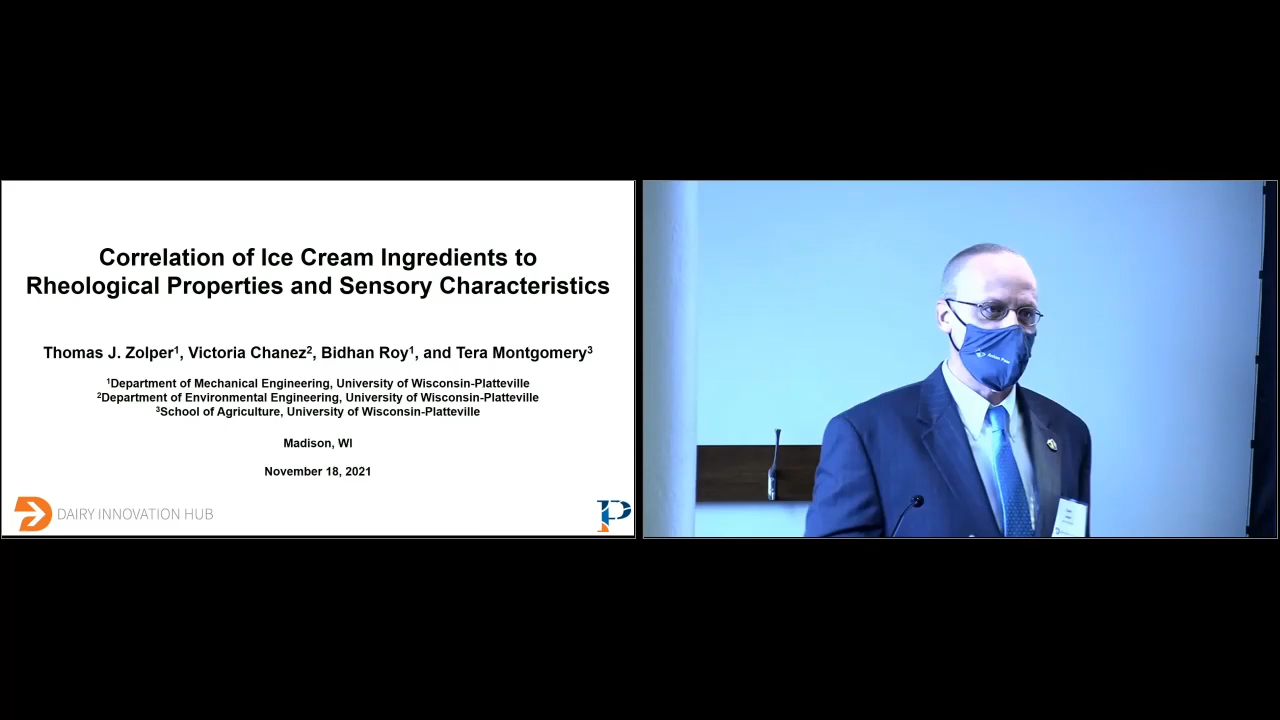 Correlation of Ice Cream Ingredients to
Rheological Properties and Sensory Characteristics
Thomas J. Zolper¹, Victoria Chanez², Bidhan Roy¹, and Tera Montgomery³
¹Department of Mechanical Engineering, University of Wisconsin-Platteville
²Department of Environmental Engineering, University of Wisconsin-Platteville
³School of Agriculture, University of Wisconsin-Platteville
Madison, WI
November 18, 2021
DAIRY INNOVATION HUB
P